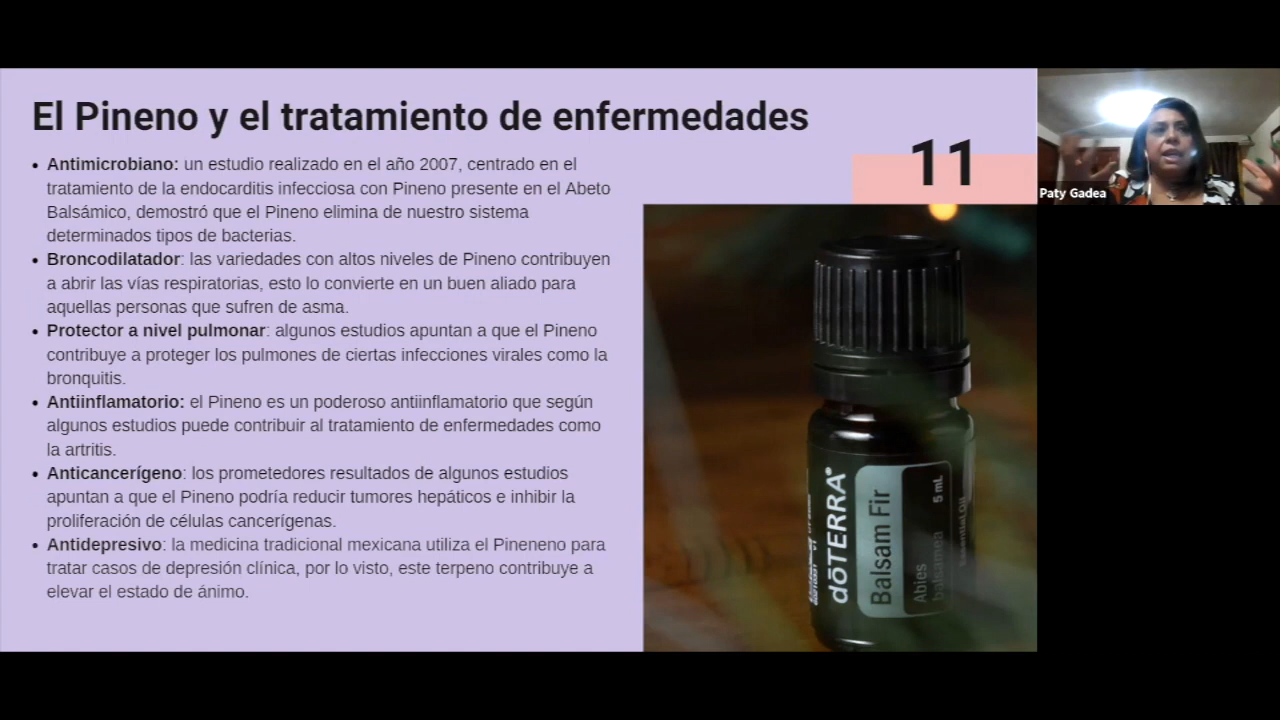 El Pineno y el tratamiento de enfermedades
11
• Antimicrobiano: un estudio realizado en el año 2007, centrado en el
tratamiento de la endocarditis infecciosa con Pineno presente en el Abeto
Balsámico, demostró que el Pineno elimina de nuestro sistema
determinados tipos de bacterias.
• Broncodilatador: las variedades con altos niveles de Pineno contribuyen
a abrir las vías respiratorias, esto lo convierte en un buen aliado para
aquellas personas que sufren de asma.
• Protector a nivel pulmonar: algunos estudios apuntan a que el Pineno
contribuye a proteger los pulmones de ciertas infecciones virales como la
bronquitis.
• Antiinflamatorio: el Pineno es un poderoso antiinflamatorio que según
algunos estudios puede contribuir al tratamiento de enfermedades como
la artritis.
• Anticancerígeno: los prometedores resultados de algunos estudios
apuntan a que el Pineno podría reducir tumores hepáticos e inhibir la
proliferación de células cancerígenas.
• Antidepresivo: la medicina tradicional mexicana utiliza el Pineneno para
tratar casos de depresión clínica, por lo visto, este terpeno contribuye a
elevar el estado de ánimo.
Paty Gadea
dōTERRA®
Balsam Fir
5 mL
Abies
balsamea
Essential Oil